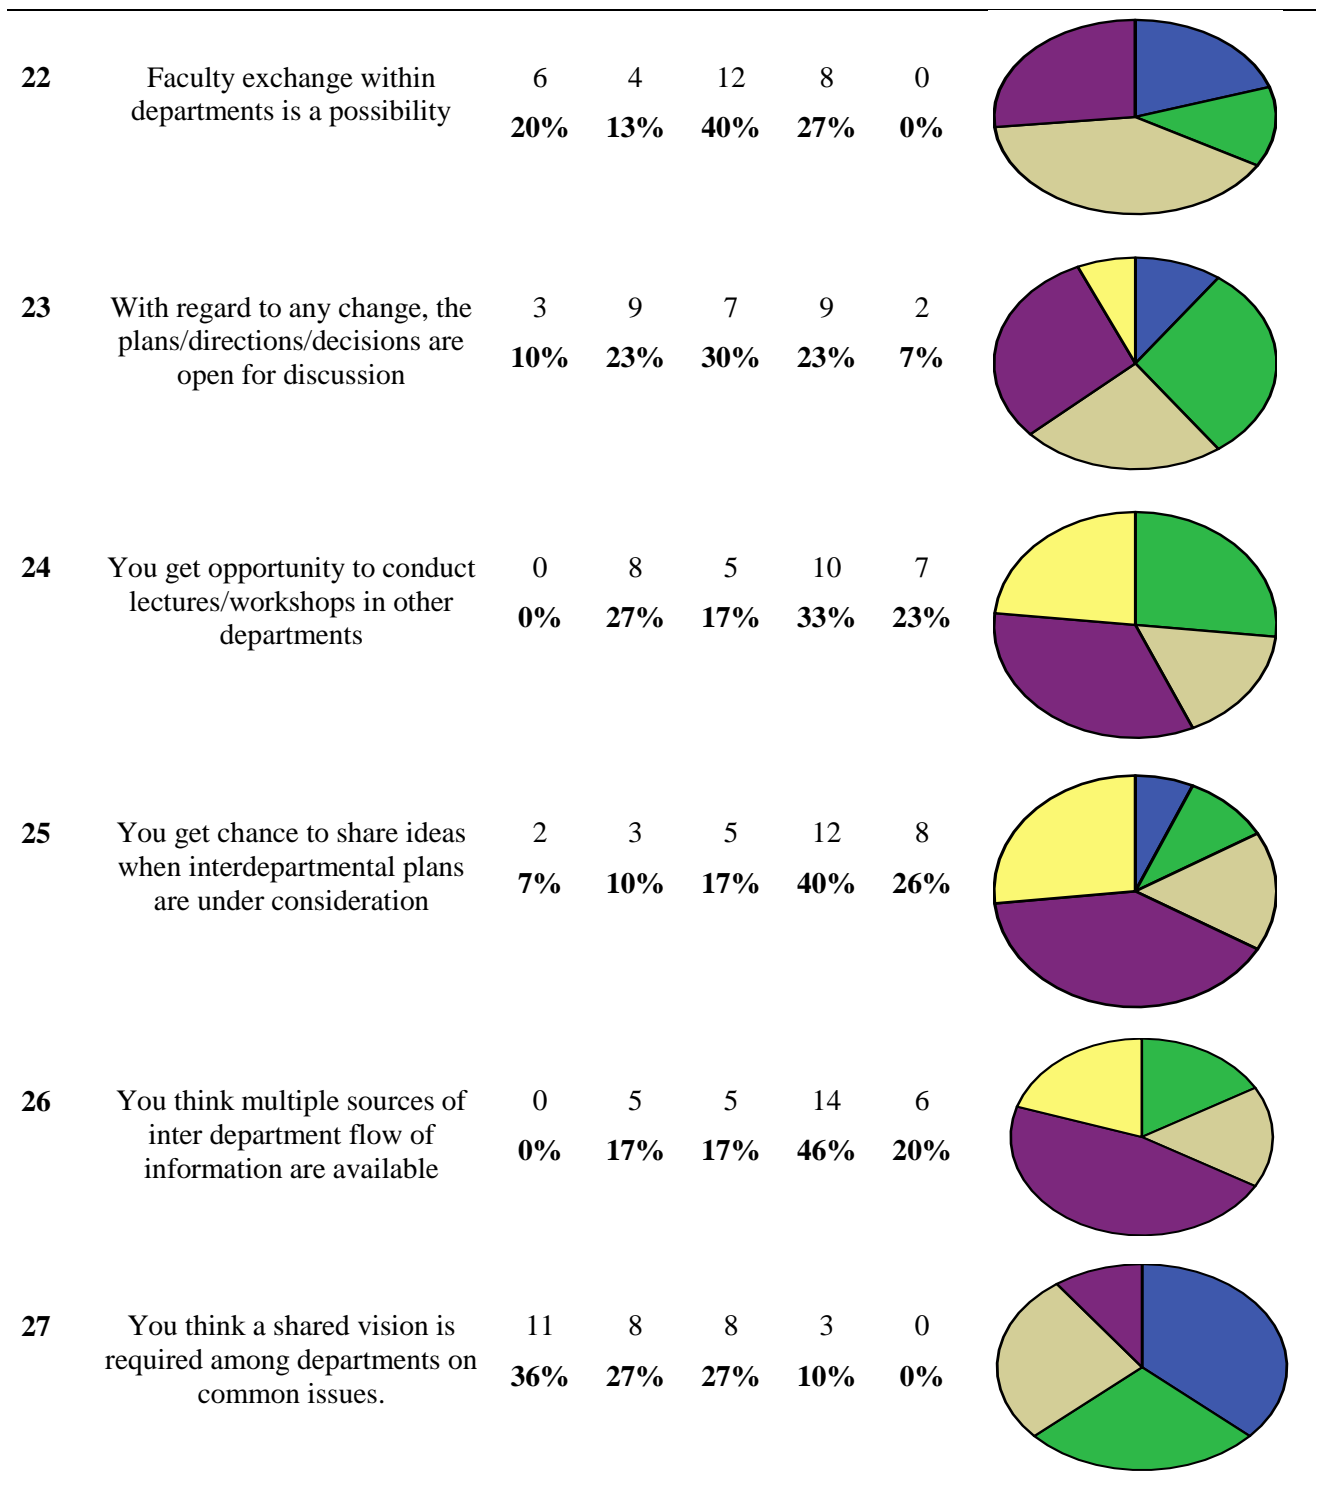 22 Faculty exchange within 6 4 12 8 0
departments is a possibility 20% 13% 40% 27% 0%
23 With regard to any change, the 3 9 7 9 2
plans/directions/decisions are 10% 23% 30% 23% 7%
open for discussion
24 You get opportunity to conduct 0 8 5 10 7
lectures/workshops in other 0% 27% 17% 33% 23%
departments
25 You get chance to share ideas 2 3 5 12 8
when interdepartmental plans 7% 10% 17% 40% 26%
are under consideration
26 You think multiple sources of 0 5 5 14 6
inter department flow of 0% 17% 17% 46% 20%
information are available
27 You think a shared vision is 11 8 8 3 0
required among departments on 36% 27% 27% 10% 0%
common issues.